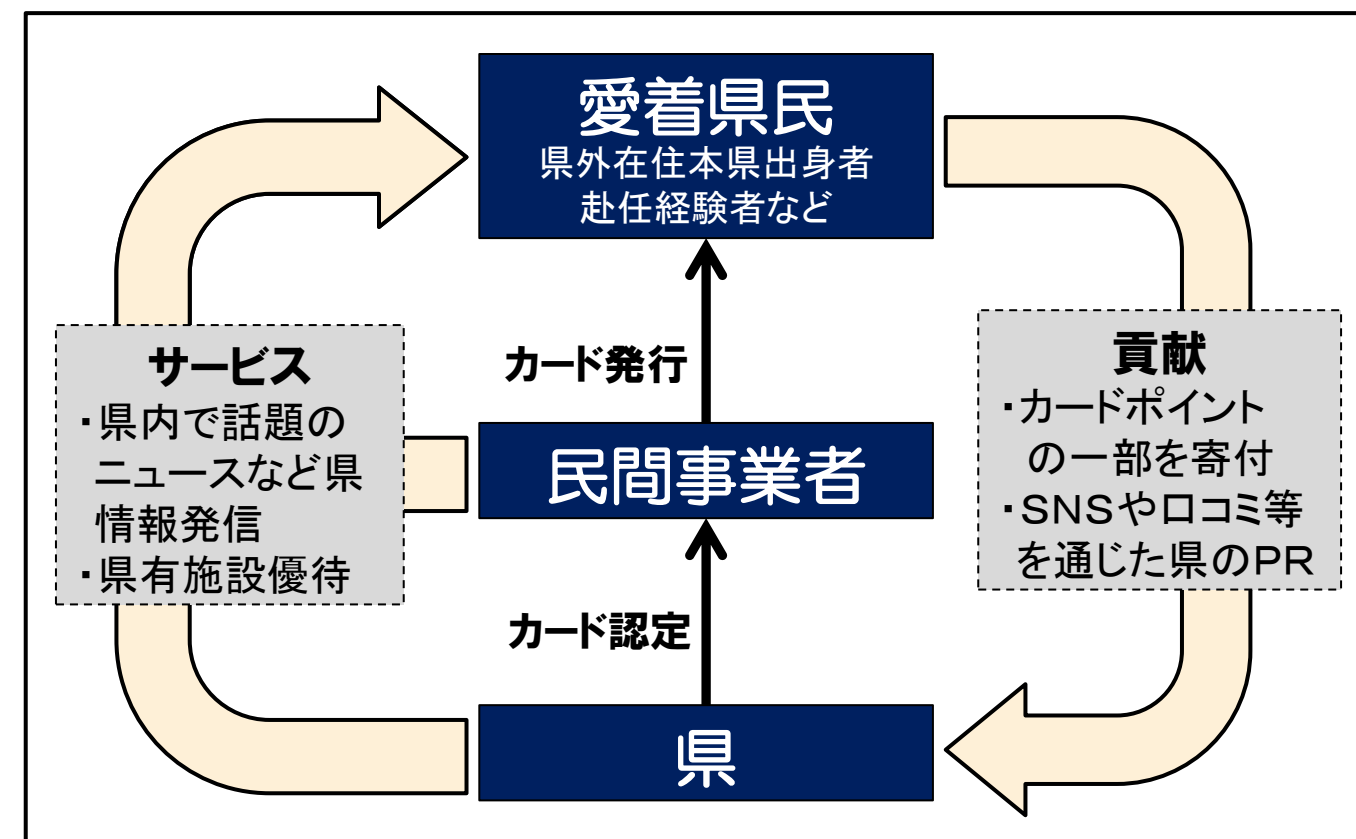 愛着県民
県外在住本県出身者
赴任経験者など
サービス
・県内で話題の
ニュースなど県
情報発信
・県有施設優待
カード発行
貢献
・カードポイント
の一部を寄付
・SNSや口コミ等
を通じた県のPR
民間事業者
カード認定
県